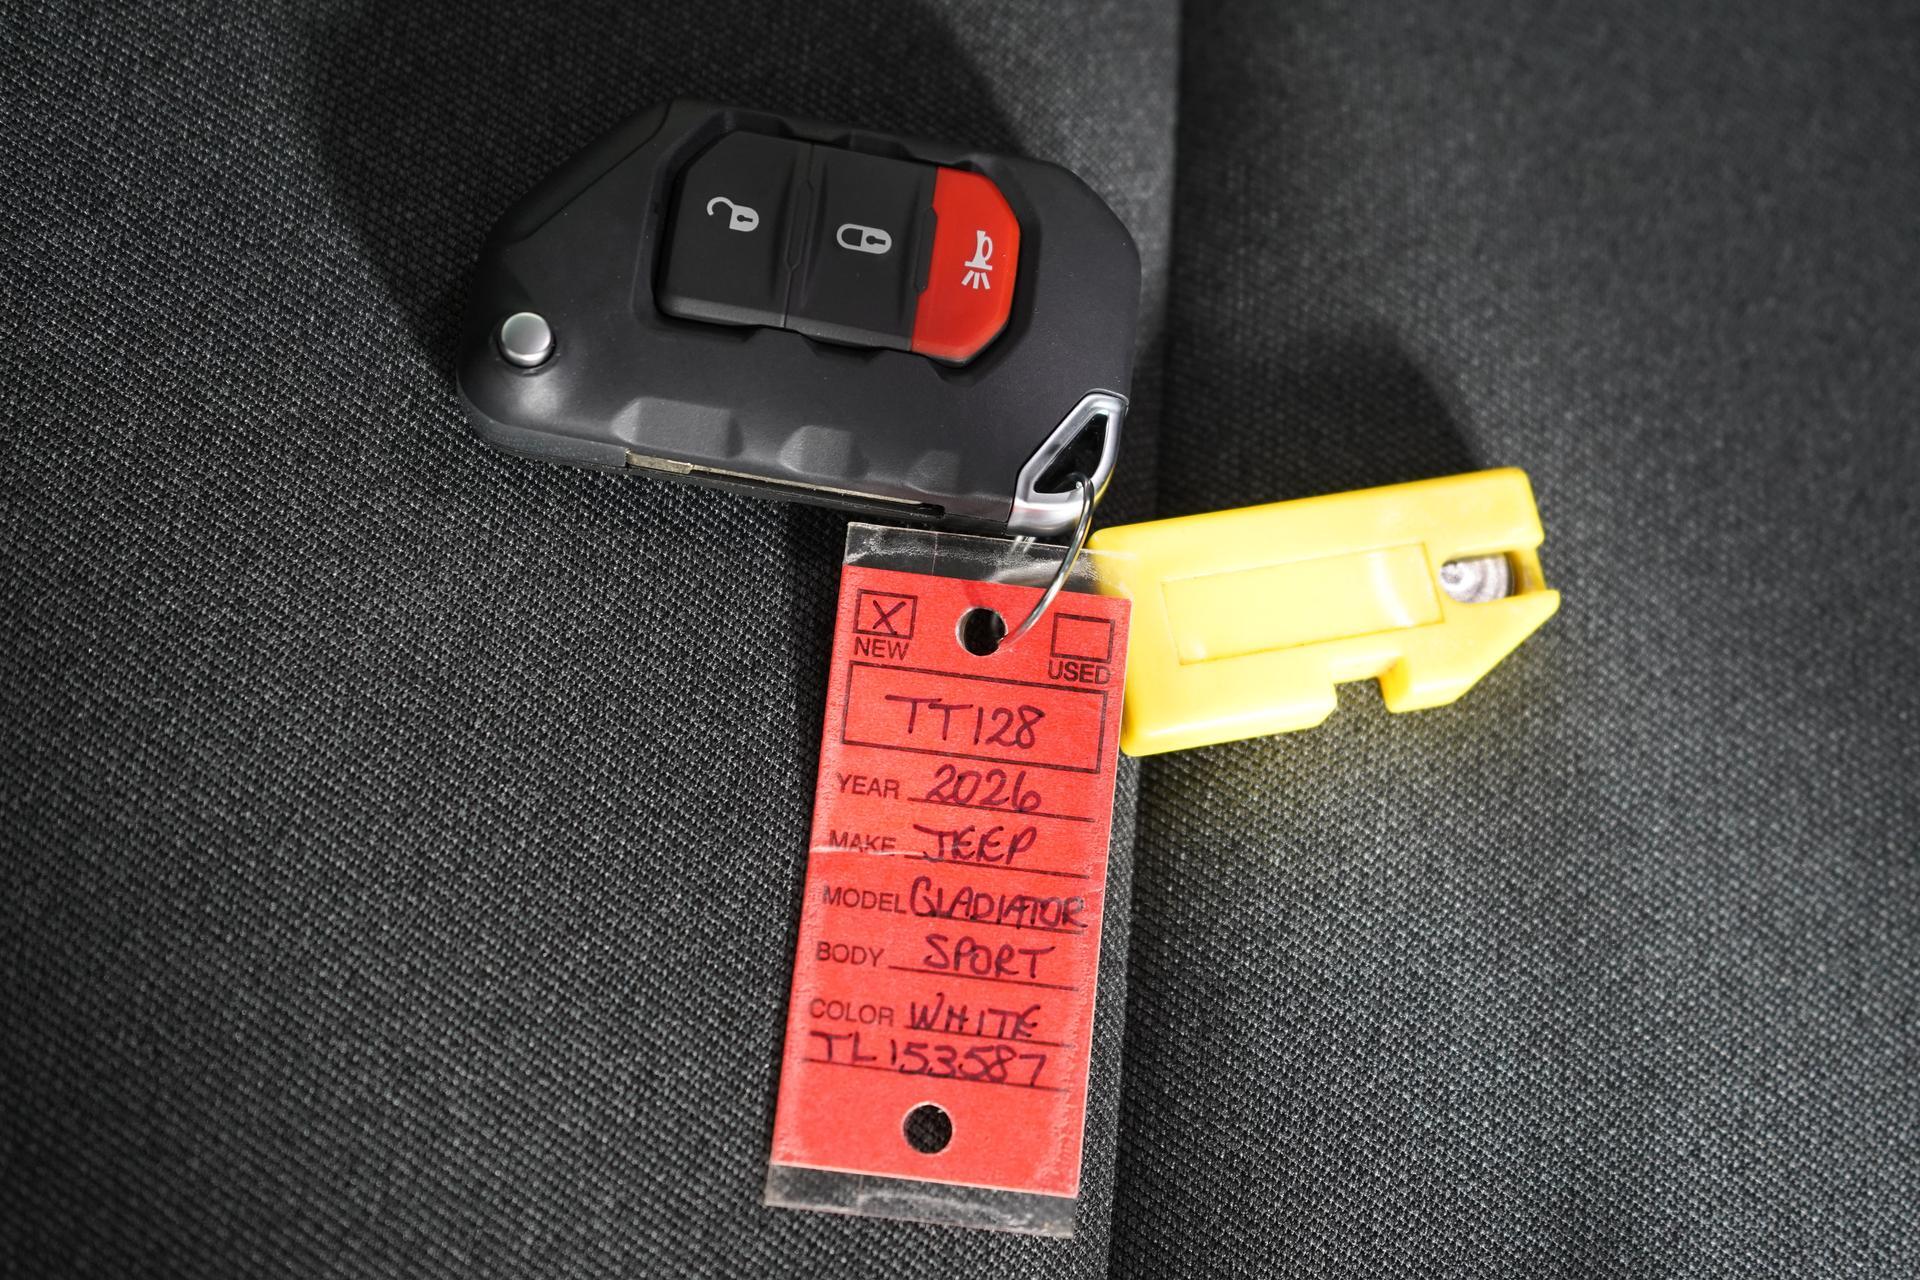 X
NEW
USED
TT128
YEAR 2026
MAKE JEEP
MODEL GLADIATOR
BODY SPORT
COLOR WHITE
TL153587